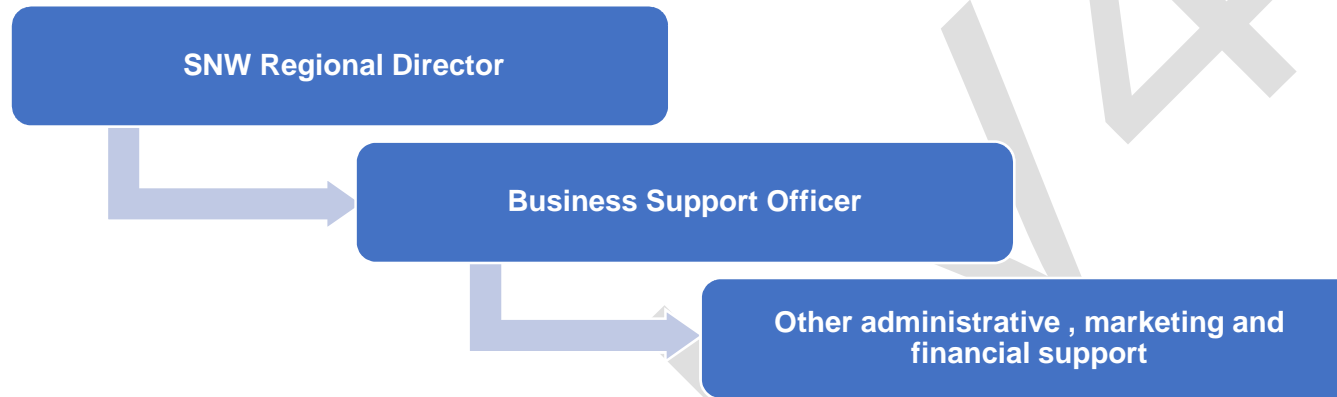 SNW Regional Director
Business Support Officer
Other administrative , marketing and
financial support